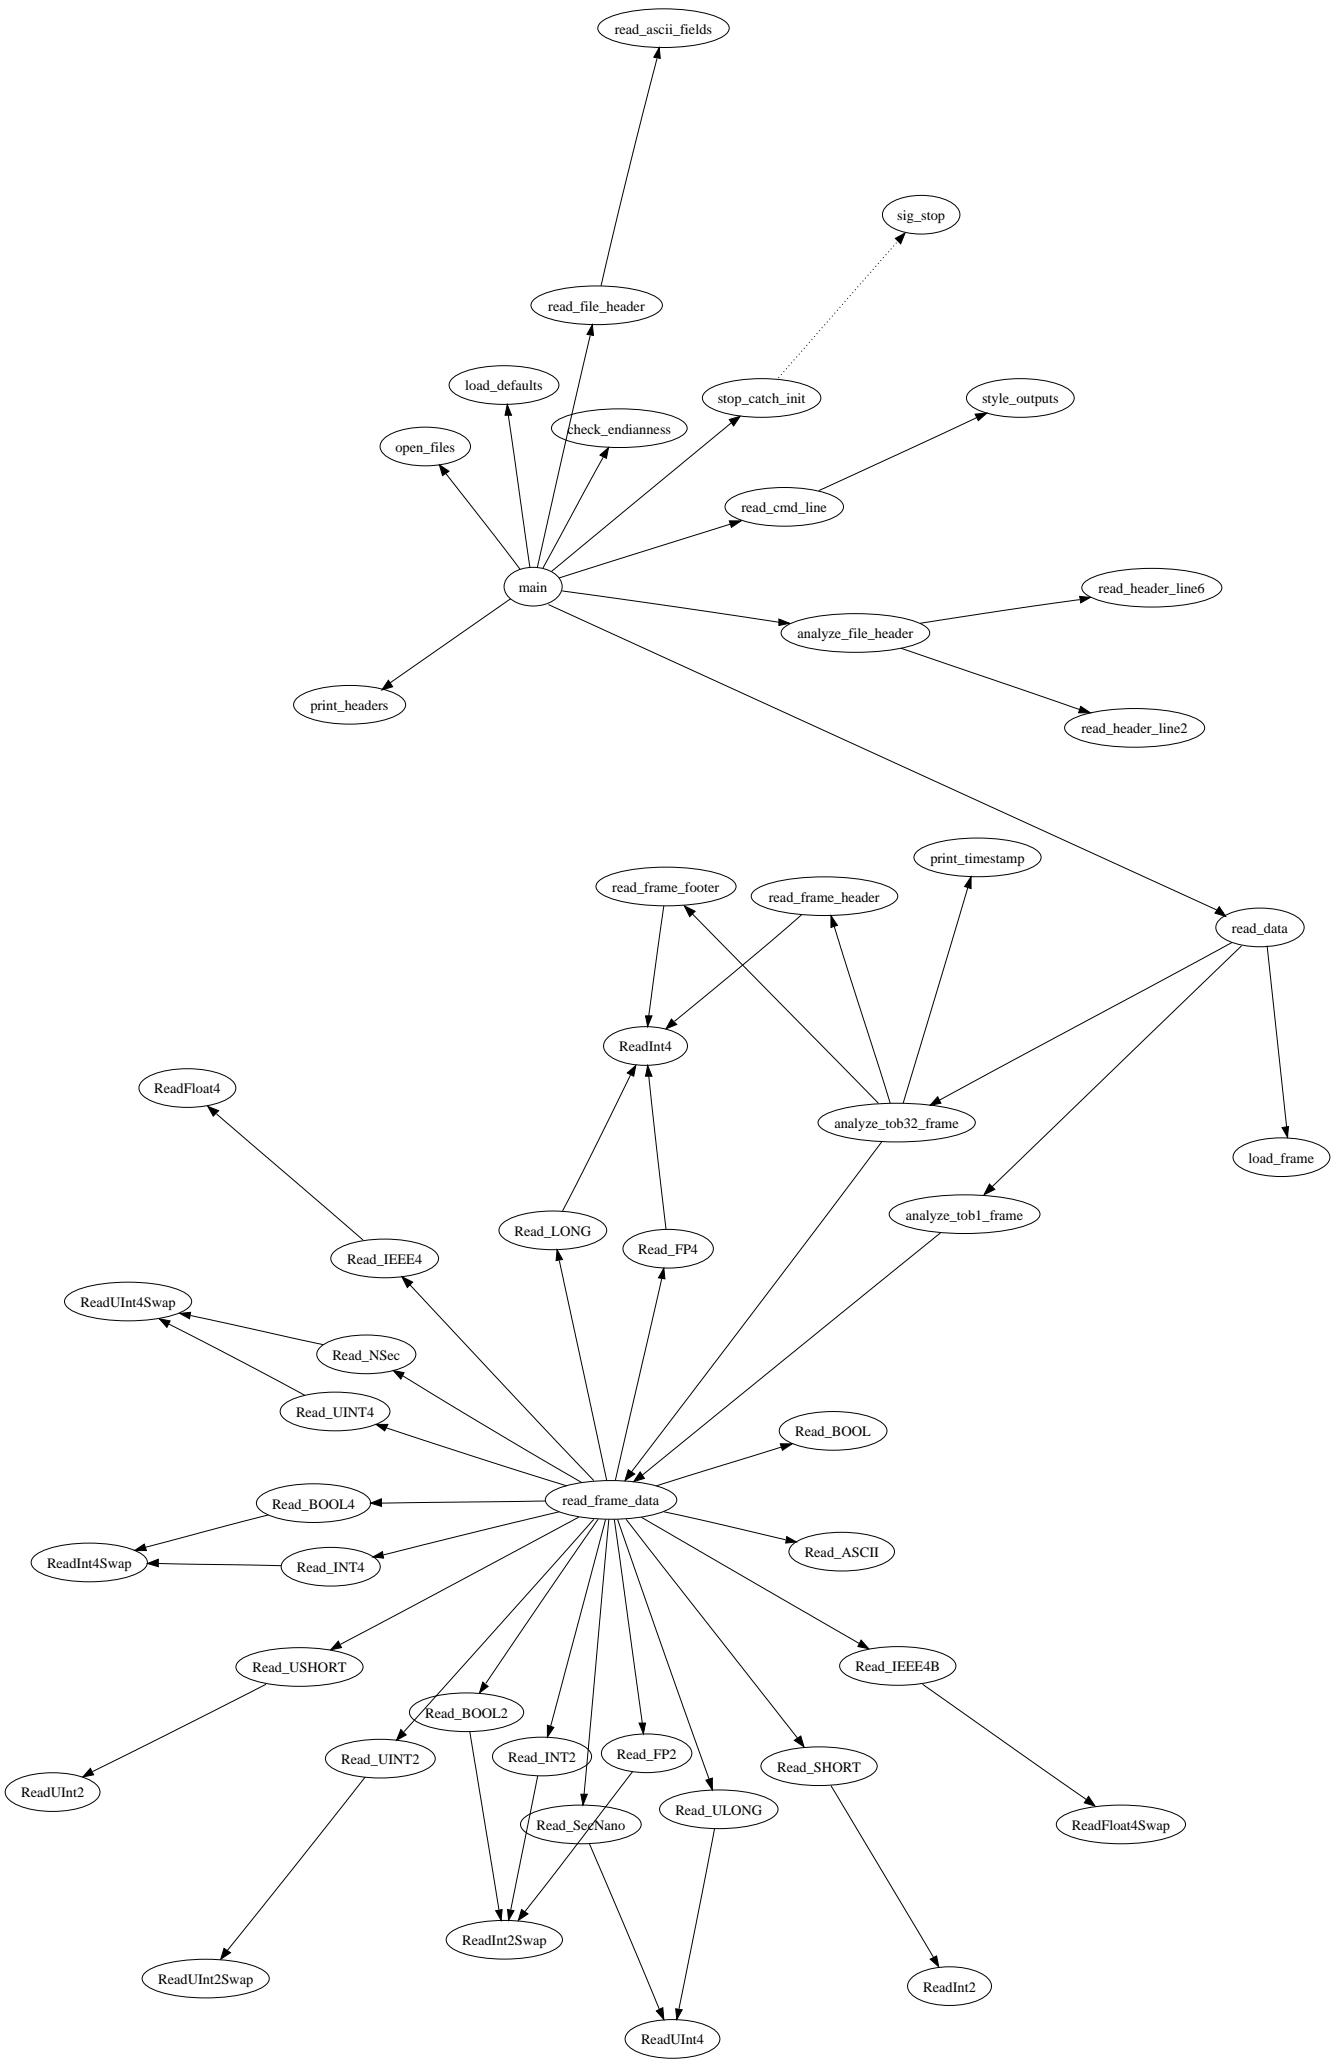 read_ascii_fields
sig_stop
read_file_header
load_defaults
stop_catch_init
style_outputs
check_endianness
open_files
read_cmd_line
main
read_header_line6
analyze_file_header
print_headers
read_header_line2
print_timestamp
read_frame_footer
read_frame_header
read_data
ReadInt4
ReadFloat4
analyze_tob32_frame
load_frame
analyze_tob1_frame
Read_LONG
Read_FP4
Read_IEEE4
ReadUInt4Swap
Read_NSec
Read_UINT4
Read_BOOL
read_frame_data
Read_BOOL4
Read_ASCII
ReadInt4Swap
Read_INT4
Read_USHORT
Read_IEEE4B
Read_BOOL2
Read_UINT2
Read_INT2
Read_FP2
Read_SHORT
ReadUInt2
Read_ULONG
Read_SecNano
ReadFloat4Swap
ReadInt2Swap
ReadUInt2Swap
ReadInt2
ReadUInt4